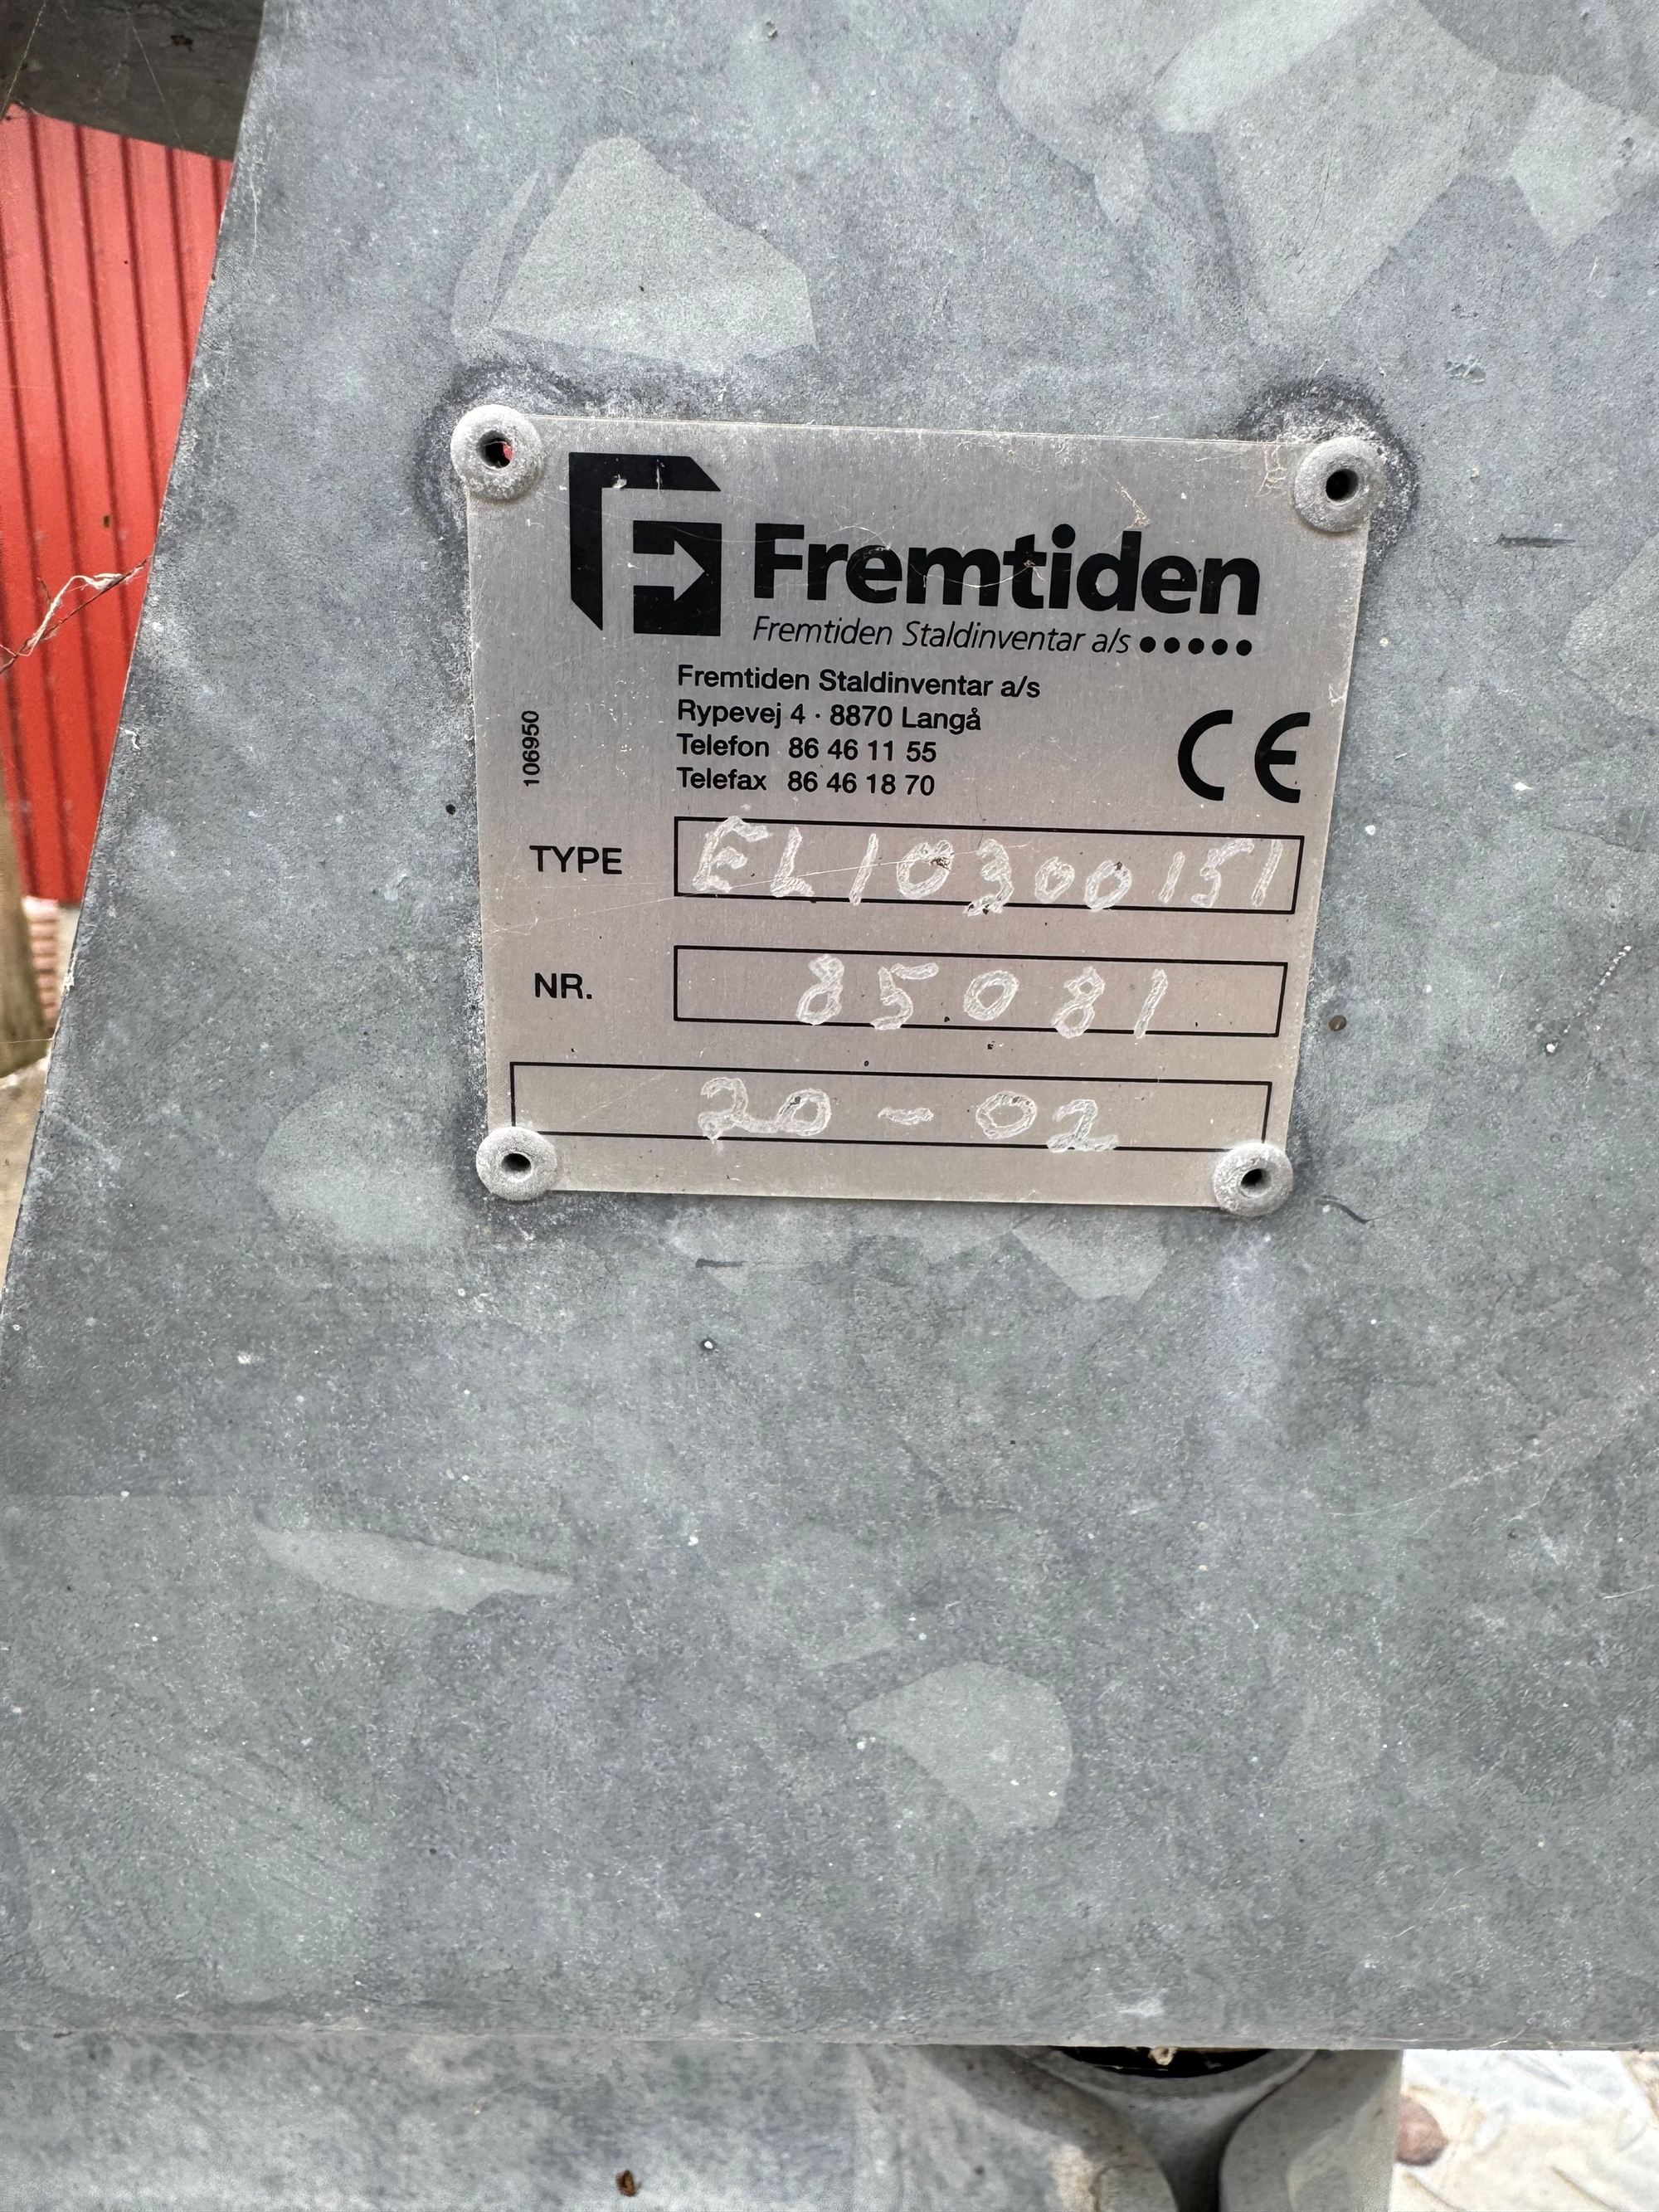 Fremtiden
Fremtiden Staldinventar a/s
Fremtiden Staldinventar a/s
Rypevej 4 · 8870 Langå
Telefon 86 46 11 55
Telefax 86 46 18 70
CE
106950
TYPE EL10300151
NR. 85081
20-02